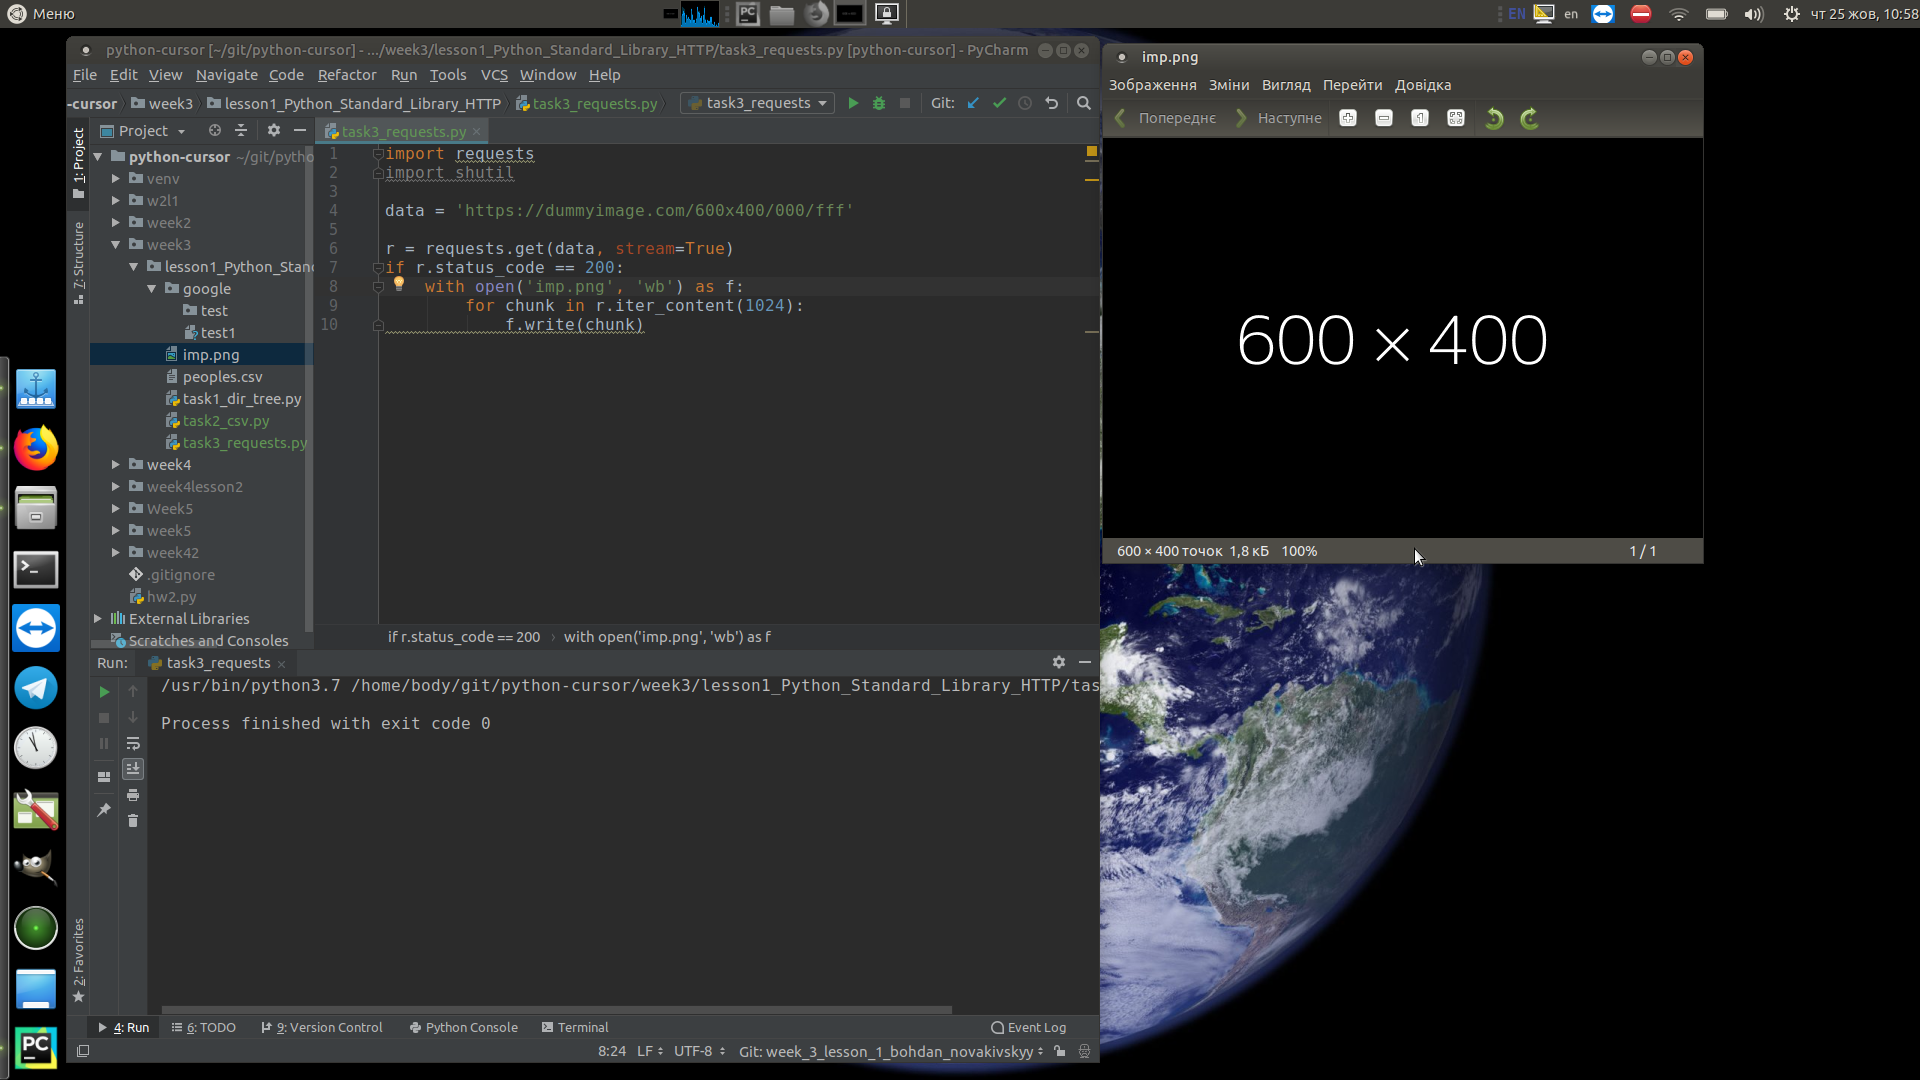 Меню
EN
en
чт 25 жов, 10:58
python-cursor [~/git/python-cursor] - .../week3/lesson1_Python_Standard_Library_HTTP/task3_requests.py [python-cursor] - PyCharm
File Edit View Navigate Code Refactor Run Tools VCS Window Help
-cursor week3 lesson1_Python_Standard_Library_HTTP task3_requests.py task3_requests Git:
1: Project
7: Structure
2: Favorites
Project
python-cursor ~/git/pytho
venv
w2l1
week2
week3
lesson1_Python_Stan
google
test
test1
imp.png
peoples.csv
task1_dir_tree.py
task2_csv.py
task3_requests.py
week4
week4lesson2
Week5
week5
week42
.gitignore
hw2.py
External Libraries
Scratches and Consoles
task3_requests.py
1 import requests
2 import shutil
3
4 data = 'https://dummyimage.com/600x400/000/fff'
5
6 r = requests.get(data, stream=True)
7 if r.status_code == 200:
8 with open('imp.png', 'wb') as f:
9 for chunk in r.iter_content(1024):
10 f.write(chunk)
if r.status_code == 200 › with open('imp.png', 'wb') as f
Run: task3_requests
/usr/bin/python3.7 /home/body/git/python-cursor/week3/lesson1_Python_Standard_Library_HTTP/tas
Process finished with exit code 0
4: Run 6: TODO 9: Version Control Python Console Terminal Event Log
8:24 LF UTF-8 Git: week_3_lesson_1_bohdan_novakivskyy
imp.png
Зображення Зміни Вигляд Перейти Довідка
Попереднє Наступне
600 × 400
600 × 400 точок 1,8 кБ 100% 1 / 1
PC